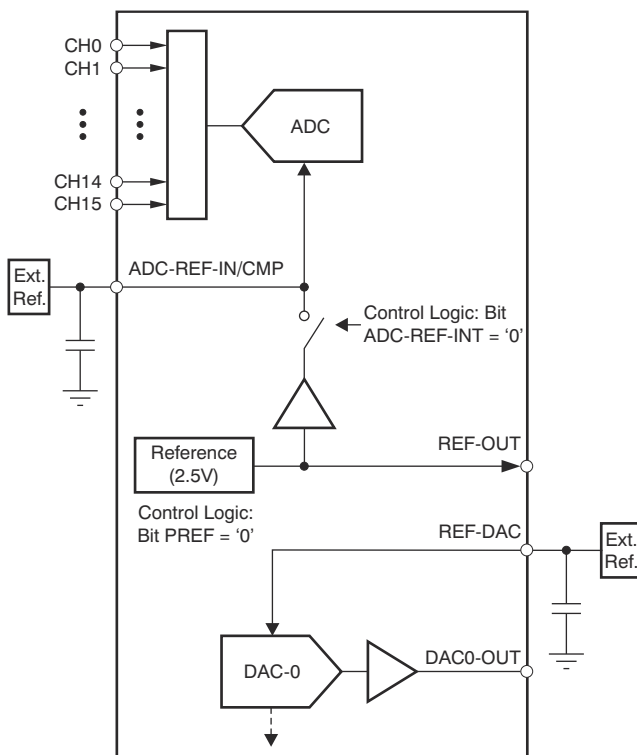 CH0
CH1
ADC
CH14
CH15
ADC-REF-IN/CMP
Ext.
Ref.
Control Logic: Bit
ADC-REF-INT = ‘0’
Reference
(2.5V)
REF-OUT
Control Logic:
Bit PREF = ‘0’
REF-DAC
Ext.
Ref.
DAC-0
DAC0-OUT